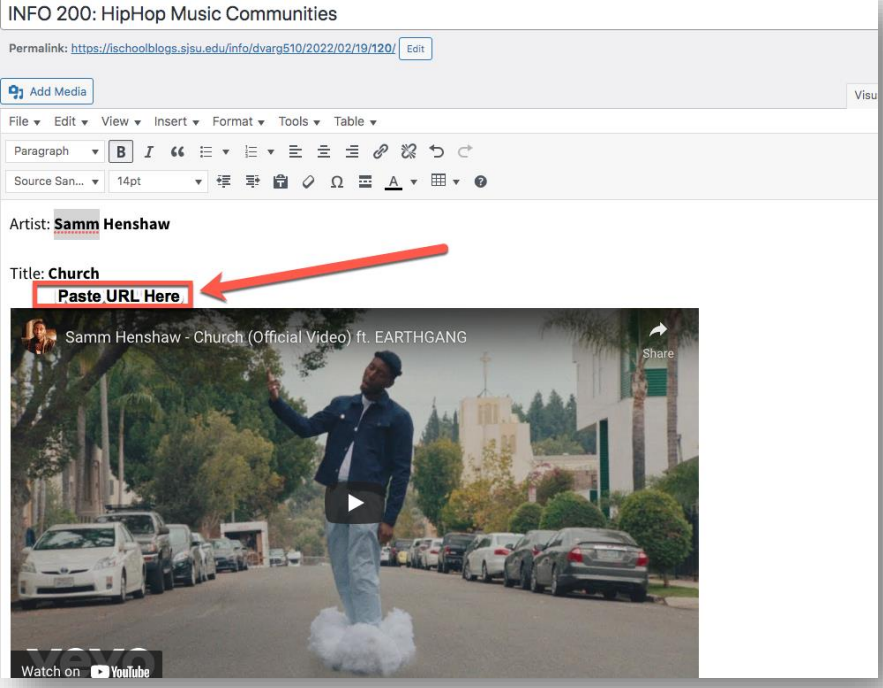 INFO 200: HipHop Music Communities
Permalink: https://ischoolblogs.sjsu.edu/info/dvarg510/2022/02/19/120/ Edit
Add Media
Visu
File Edit View Insert Format Tools Table
Paragraph B I
Source San... 14pt Ω A
Artist: Samm Henshaw
Title: Church
Paste URL Here
Samm Henshaw - Church (Official Video) ft. EARTHGANG
Share
vevo
Watch on YouTube